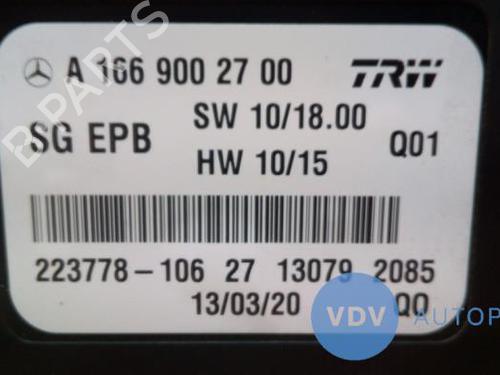 A 166 900 27 00 TRW
SG EPB SW 10/18.00 Q01
HW 10/15
223778-106 27 13079 2085
13/03/20 QQ
B-PARTS
VDV AUTOP